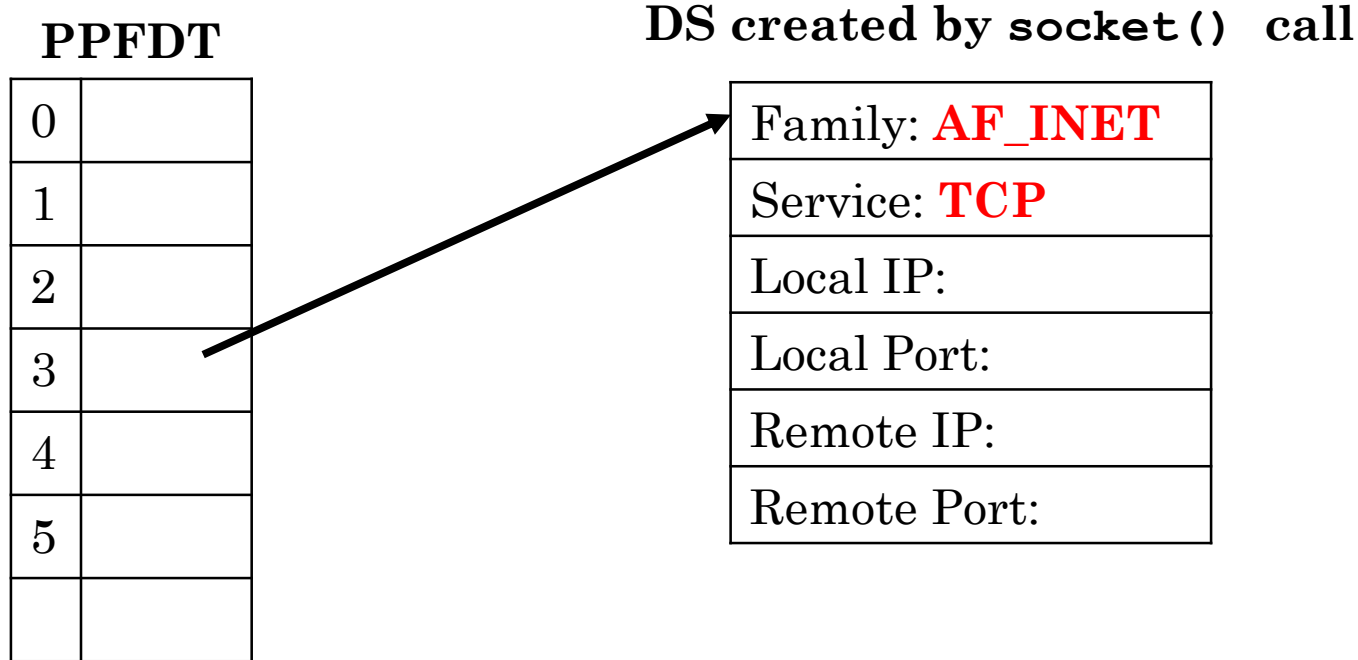 PPFDT
0
1
2
3
4
5
DS created by socket() call
Family: AF_INET
Service: TCP
Local IP:
Local Port:
Remote IP:
Remote Port: